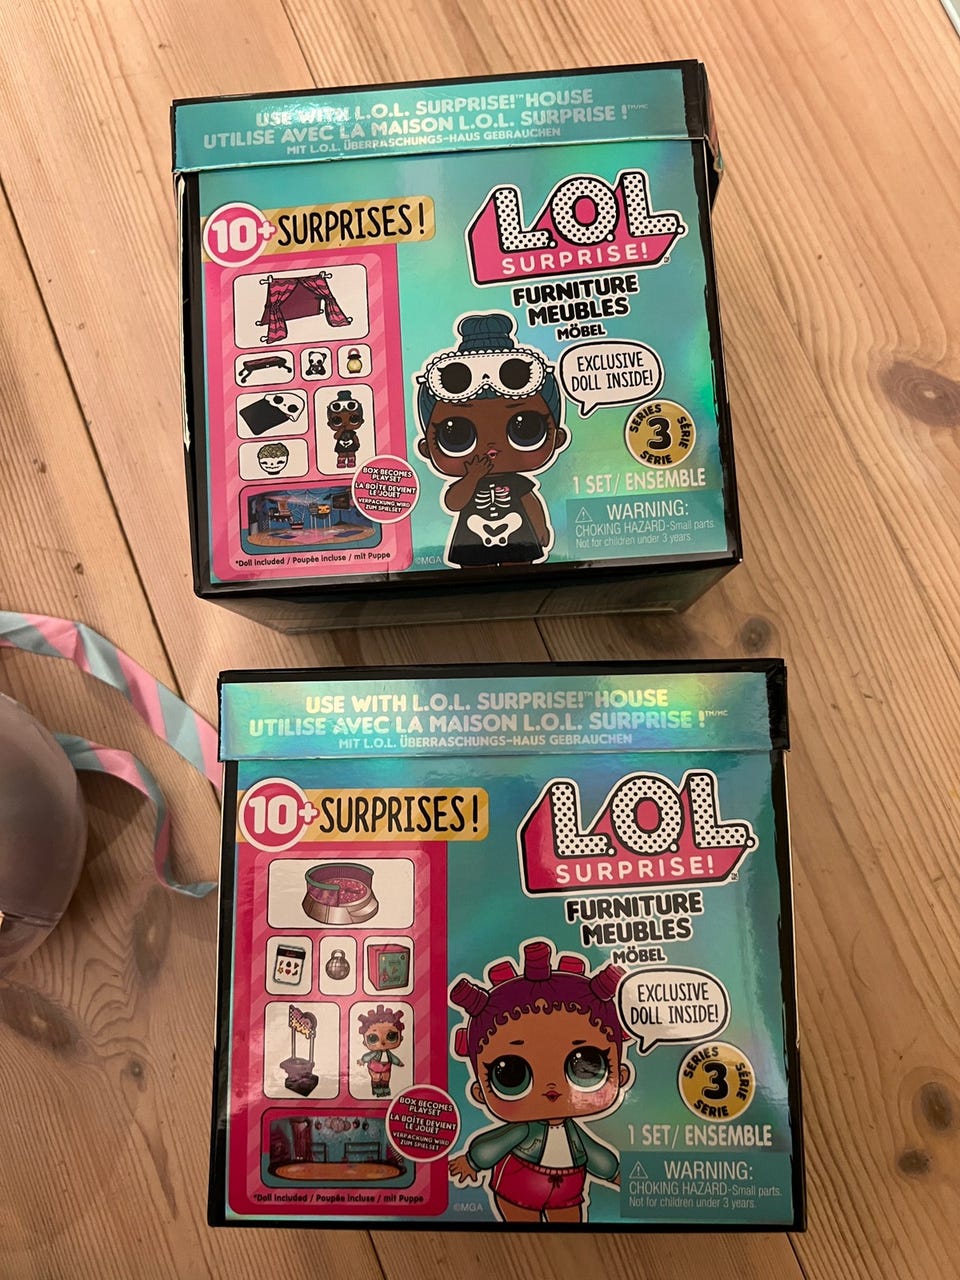 USE WITH L.O.L. SURPRISE!™ HOUSE
UTILISE AVEC LA MAISON L.O.L. SURPRISE !™/MC
MIT L.O.L. ÜBERRASCHUNGS-HAUS GEBRAUCHEN
10+ SURPRISES!
L.O.L.
SURPRISE!
FURNITURE
MEUBLES
MÖBEL
EXCLUSIVE
DOLL INSIDE!
SERIES
3
SÉRIE
SERIE
1 SET/ ENSEMBLE
BOX BECOMES
PLAYSET
LA BOÎTE DEVIENT
LE JOUET
VERPACKUNG WIRD
ZUM SPIELSET
*Doll included / Poupée incluse / mit Puppe
©MGA
WARNING:
CHOKING HAZARD-Small parts.
Not for children under 3 years.
USE WITH L.O.L. SURPRISE!™ HOUSE
UTILISE AVEC LA MAISON L.O.L. SURPRISE !™/MC
MIT L.O.L. ÜBERRASCHUNGS-HAUS GEBRAUCHEN
10+ SURPRISES!
L.O.L.
SURPRISE!
FURNITURE
MEUBLES
MÖBEL
EXCLUSIVE
DOLL INSIDE!
SERIES
3
SÉRIE
SERIE
1 SET/ ENSEMBLE
BOX BECOMES
PLAYSET
LA BOÎTE DEVIENT
LE JOUET
VERPACKUNG WIRD
ZUM SPIELSET
*Doll included / Poupée incluse / mit Puppe
©MGA
WARNING:
CHOKING HAZARD-Small parts.
Not for children under 3 years.